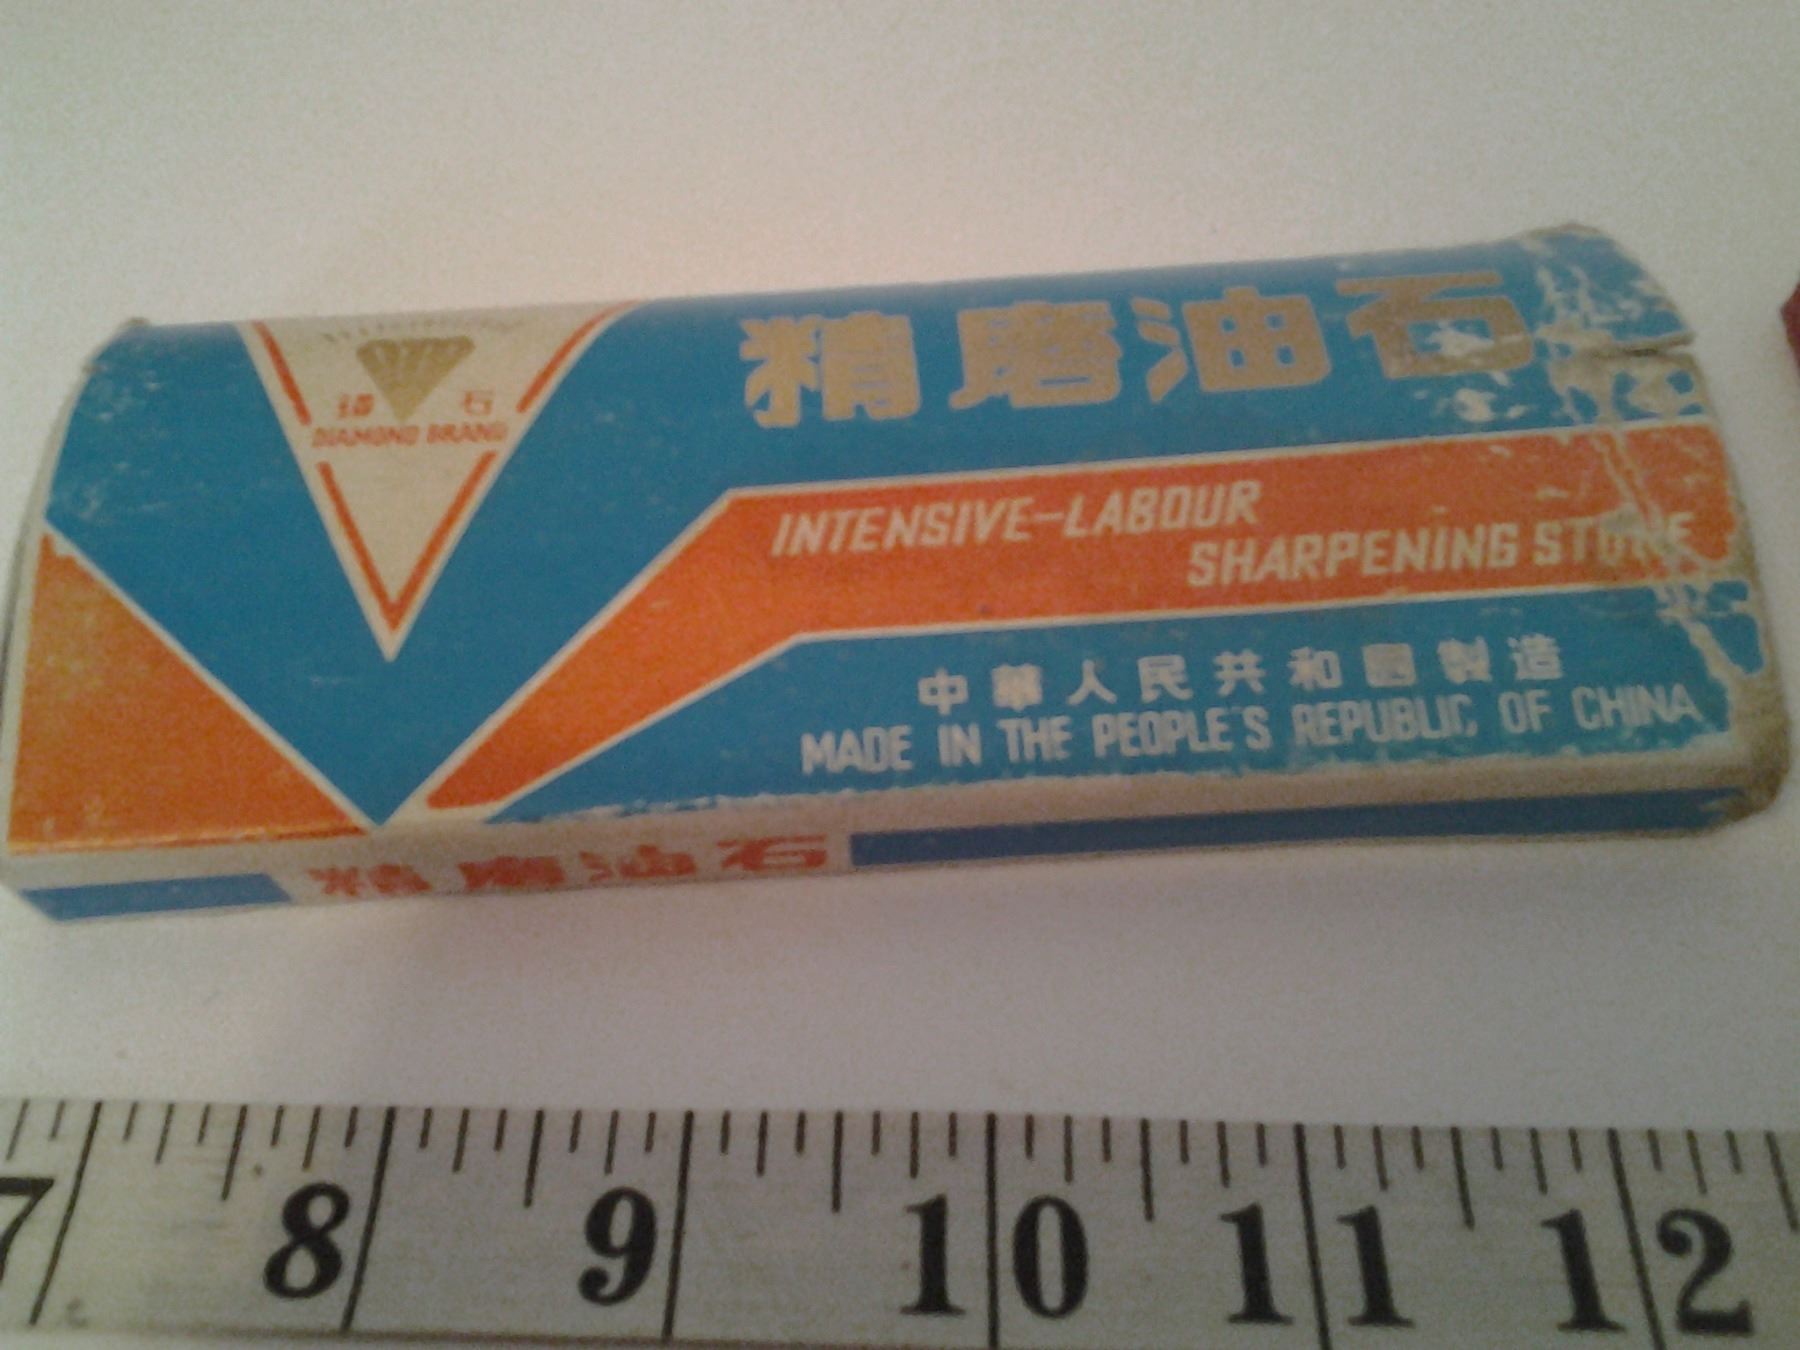 鑽 石
DIAMOND BRAND
精磨油石
INTENSIVE-LABOUR
SHARPENING STONE
中華人民共和國製造
MADE IN THE PEOPLE'S REPUBLIC OF CHINA
精磨油石
7 8 9 10 11 12